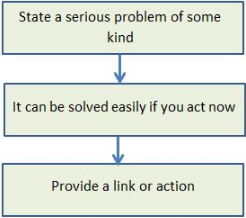 State a serious problem of some
kind
It can be solved easily if you act now
Provide a link or action